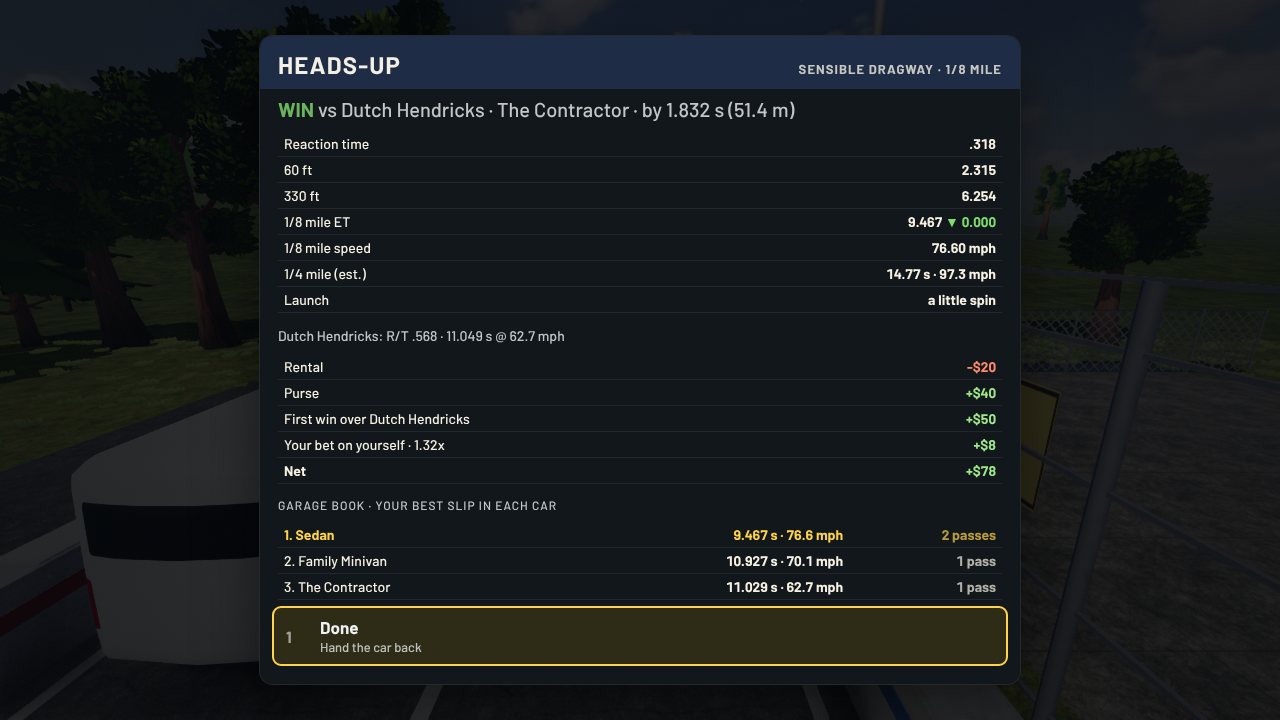 HEADS-UP
SENSIBLE DRAGWAY · 1/8 MILE
WIN vs Dutch Hendricks · The Contractor · by 1.832 s (51.4 m)
Reaction time .318
60 ft 2.315
330 ft 6.254
1/8 mile ET 9.467 ▼ 0.000
1/8 mile speed 76.60 mph
1/4 mile (est.) 14.77 s · 97.3 mph
Launch a little spin
Dutch Hendricks: R/T .568 · 11.049 s @ 62.7 mph
Rental -$20
Purse +$40
First win over Dutch Hendricks +$50
Your bet on yourself · 1.32x +$8
Net +$78
GARAGE BOOK · YOUR BEST SLIP IN EACH CAR
1. Sedan 9.467 s · 76.6 mph 2 passes
2. Family Minivan 10.927 s · 70.1 mph 1 pass
3. The Contractor 11.029 s · 62.7 mph 1 pass
1 Done
Hand the car back